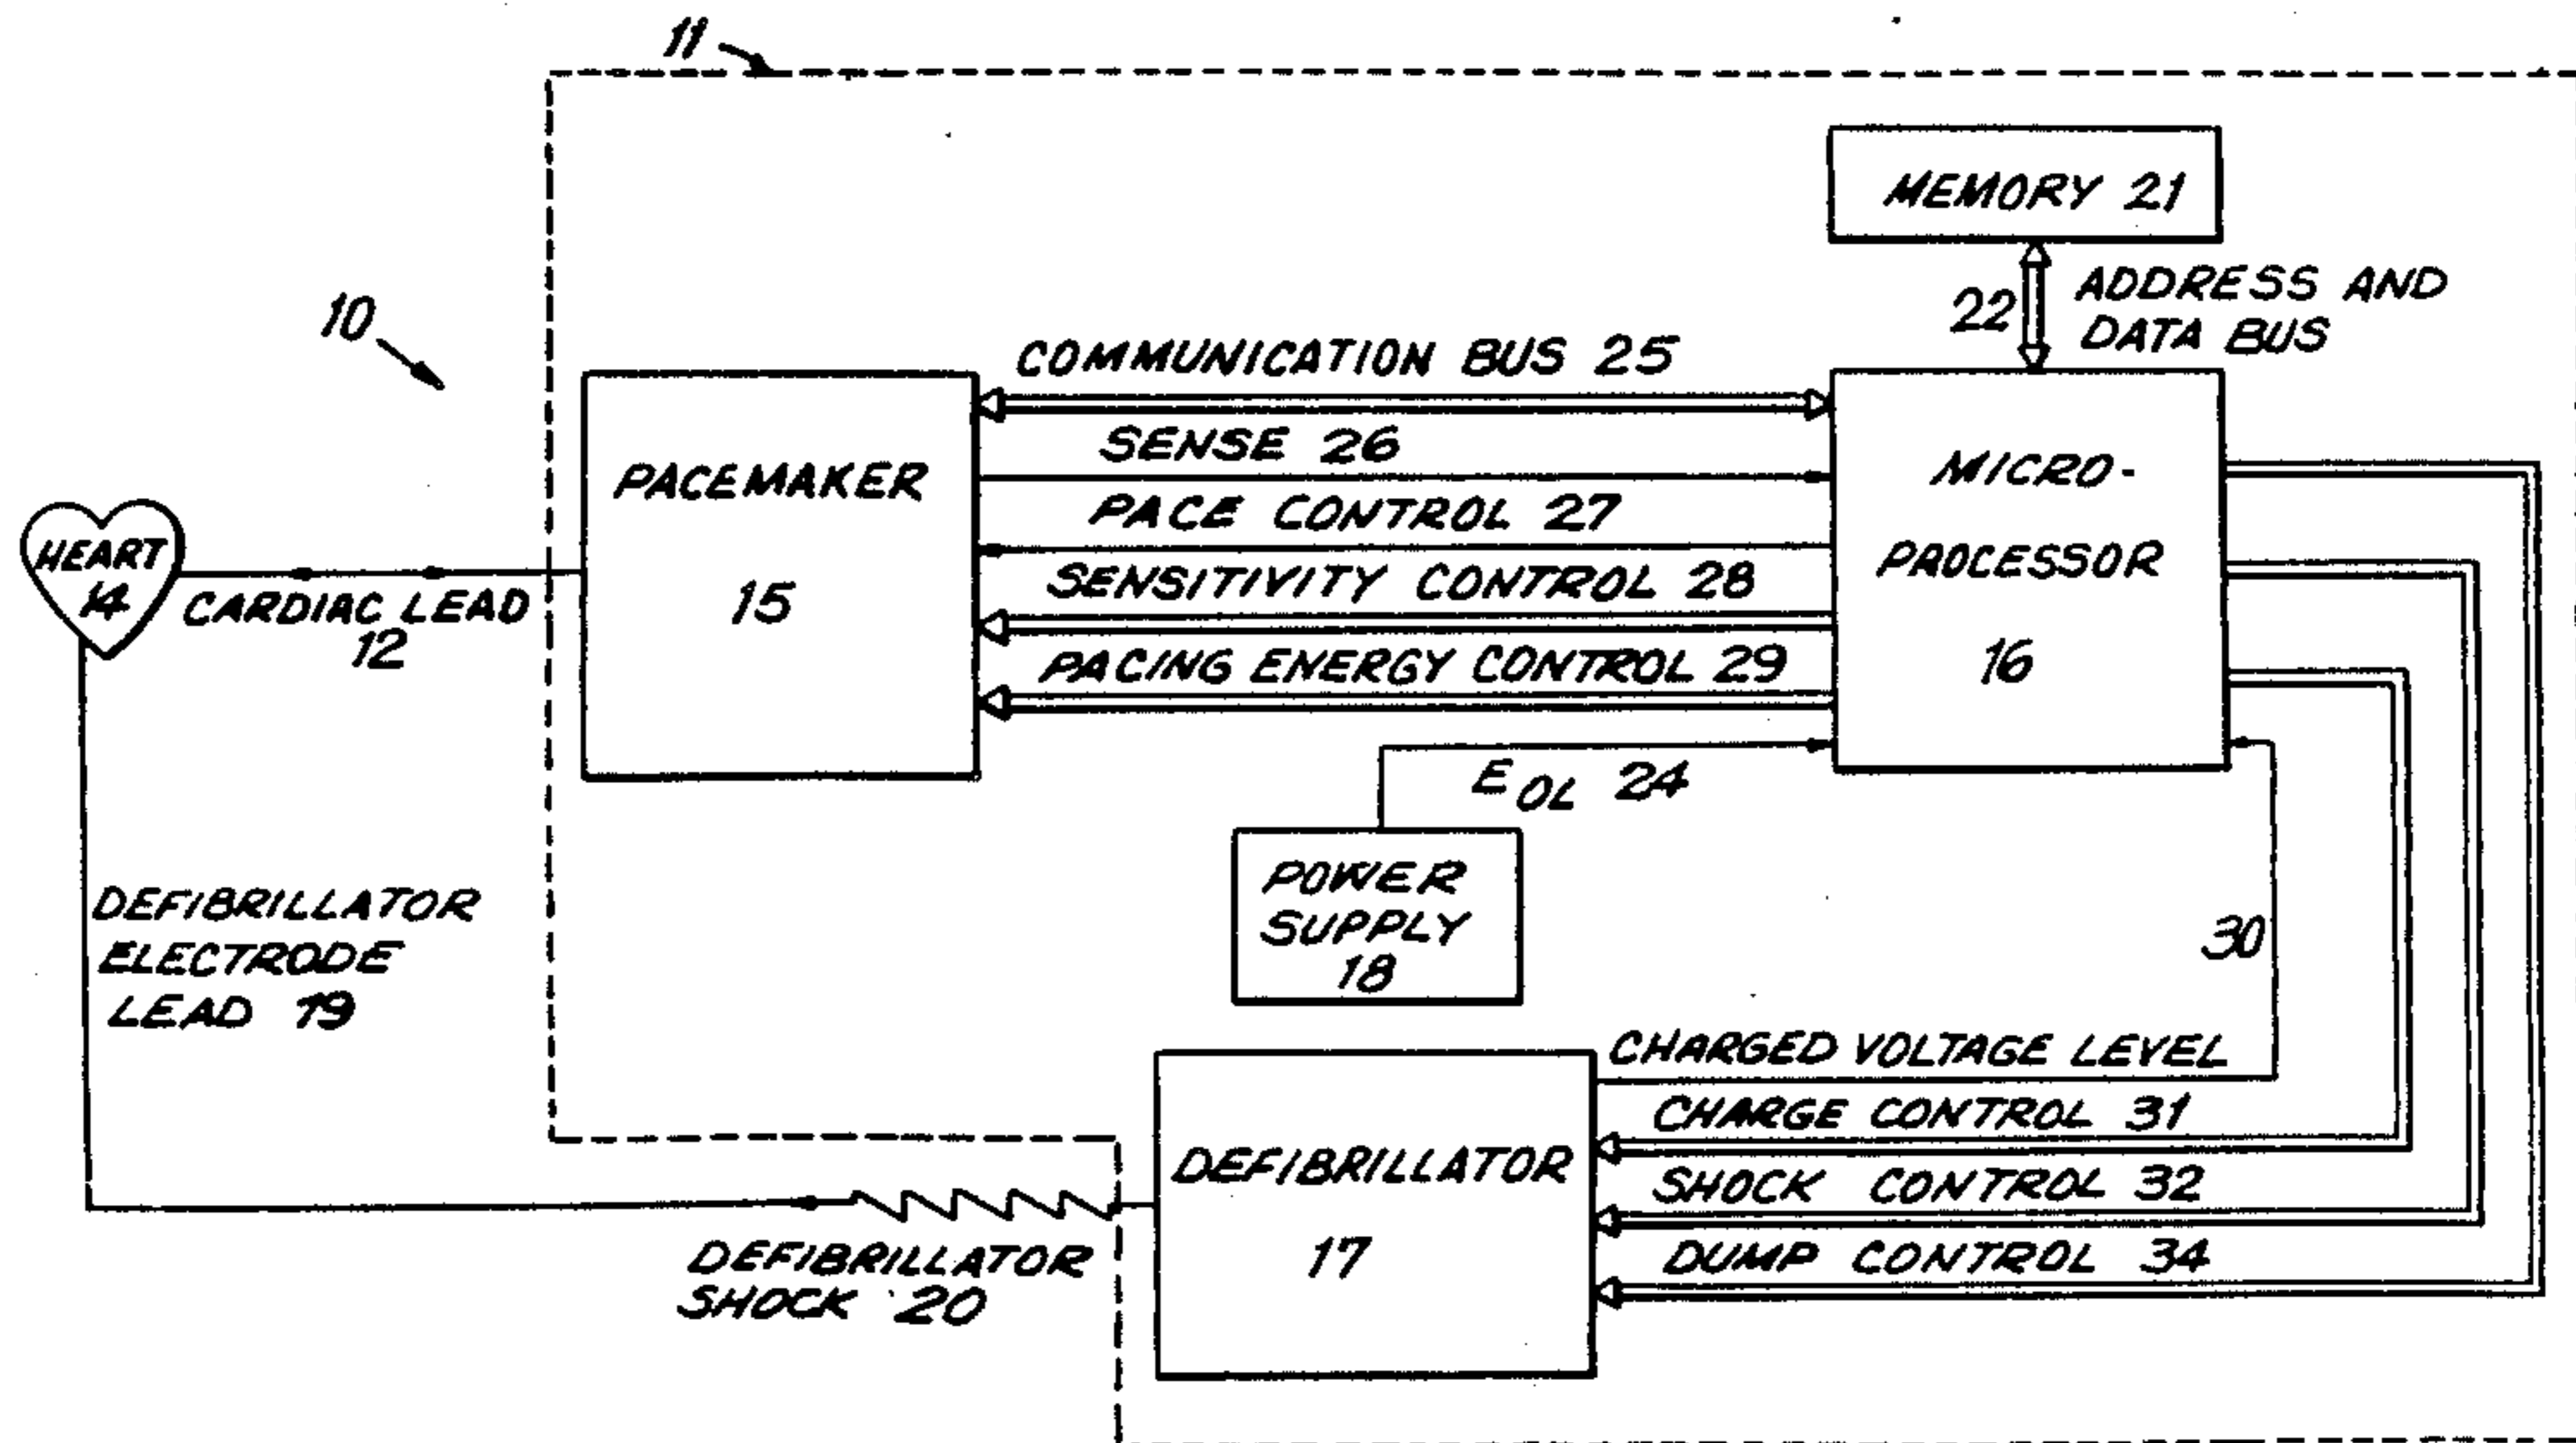 11
MEMORY 21
10
22
ADDRESS AND
DATA BUS
COMMUNICATION BUS 25
SENSE 26
PACEMAKER
15
PACE CONTROL 27
SENSITIVITY CONTROL 28
PACING ENERGY CONTROL 29
MICRO-
PROCESSOR
16
HEART
14
CARDIAC LEAD
12
EOL 24
POWER
SUPPLY
18
30
DEFIBRILLATOR
ELECTRODE
LEAD 19
CHARGED VOLTAGE LEVEL
CHARGE CONTROL 31
DEFIBRILLATOR
17
SHOCK CONTROL 32
DUMP CONTROL 34
DEFIBRILLATOR
SHOCK 20